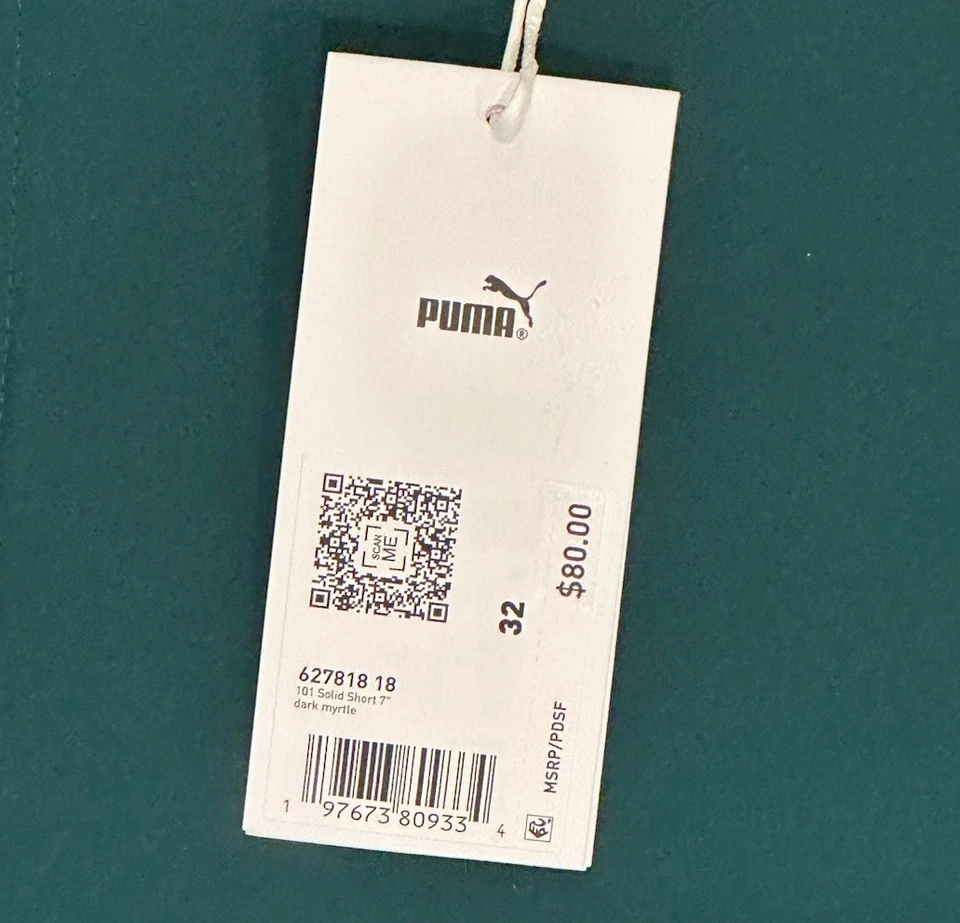 PUMA®
SCAN
ME
$80.00
32
627818 18
101 Solid Short 7"
dark myrtle
MSRP/PDSF
1 97673 80933 4